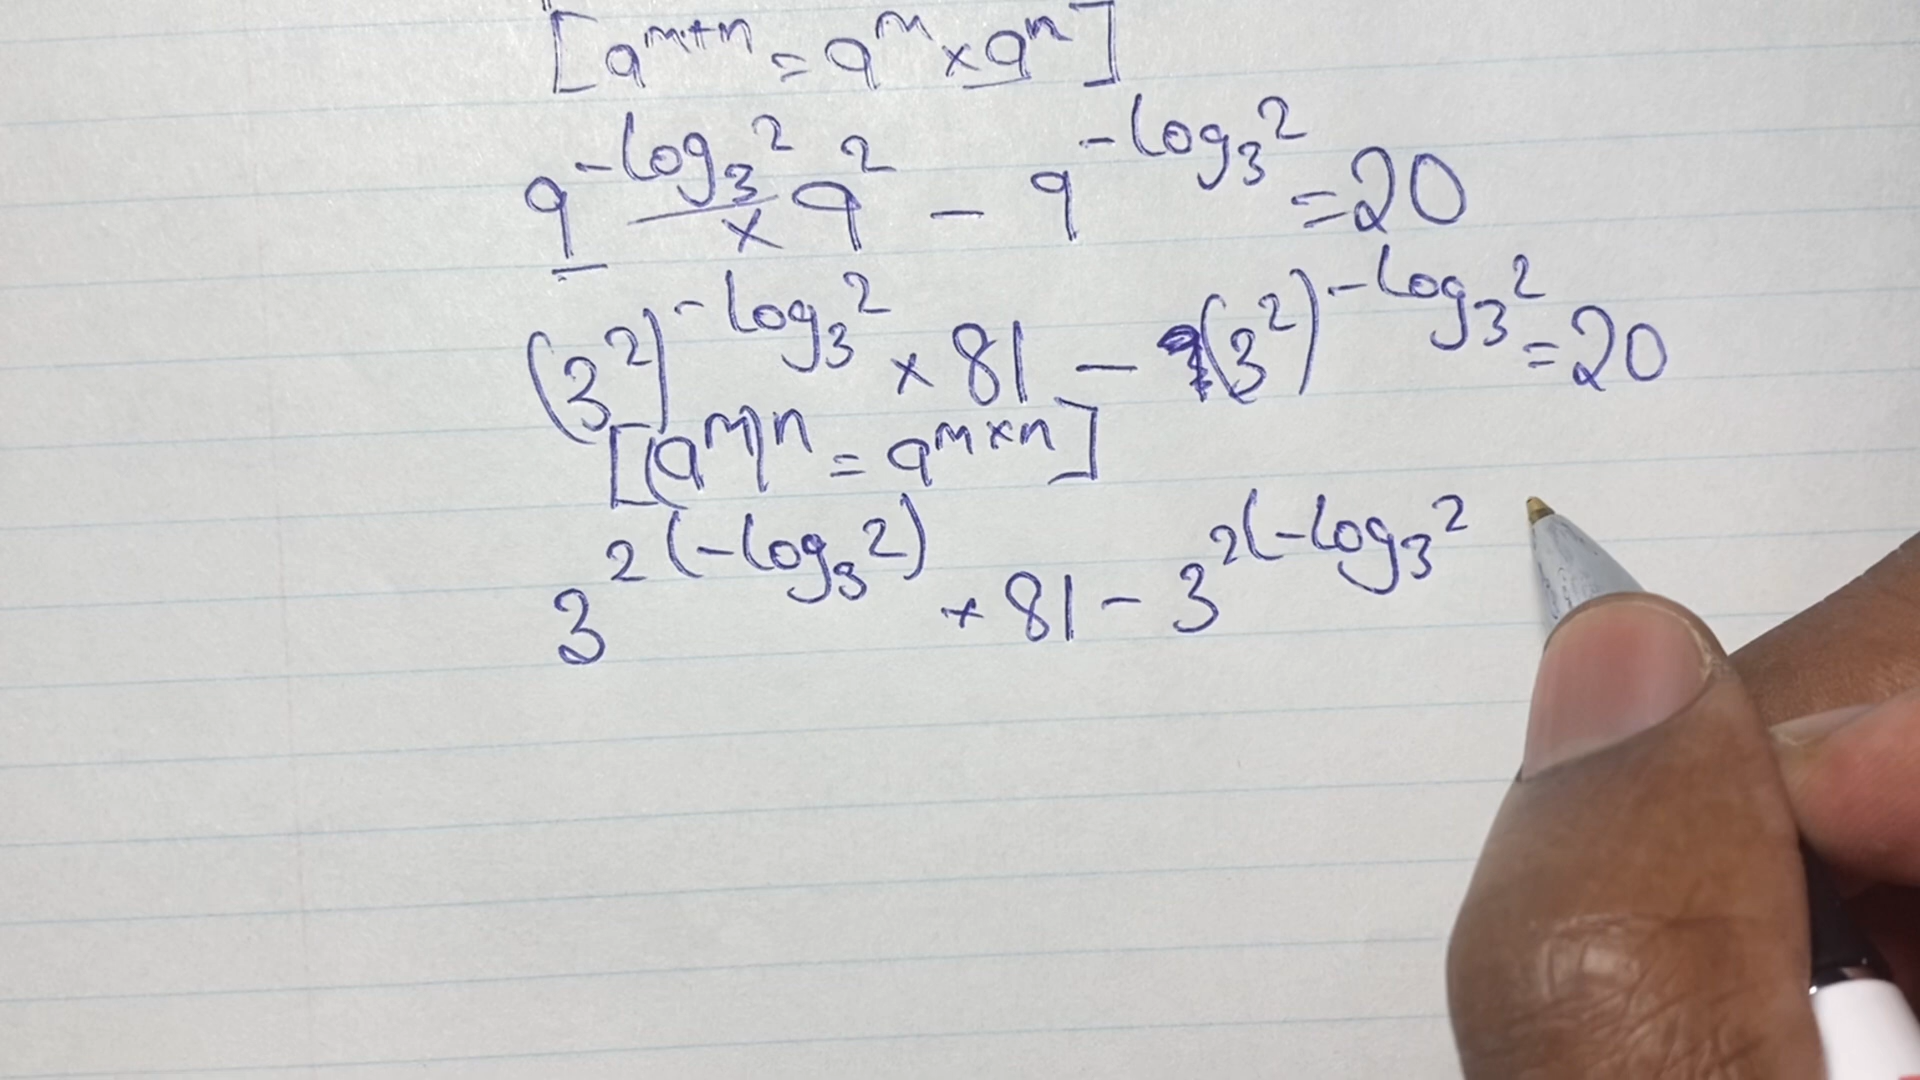 [a^{m+n} = a^m × a^n]
9^{-log_3 2} × 9^2 - 9^{-log_3 2} = 20
(3^2)^{-log_3 2} × 81 - (3^2)^{-log_3 2} = 20
[(a^m)^n = a^{m×n}]
3^{2(-log_3 2)} × 81 - 3^{2(-log_3 2}